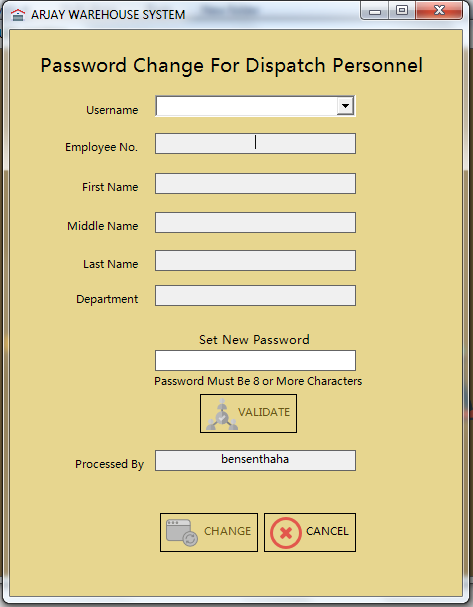 ARJAY WAREHOUSE SYSTEM
Password Change For Dispatch Personnel
Username
Employee No.
First Name
Middle Name
Last Name
Department
Set New Password
Password Must Be 8 or More Characters
VALIDATE
Processed By bensenthaha
CHANGE CANCEL